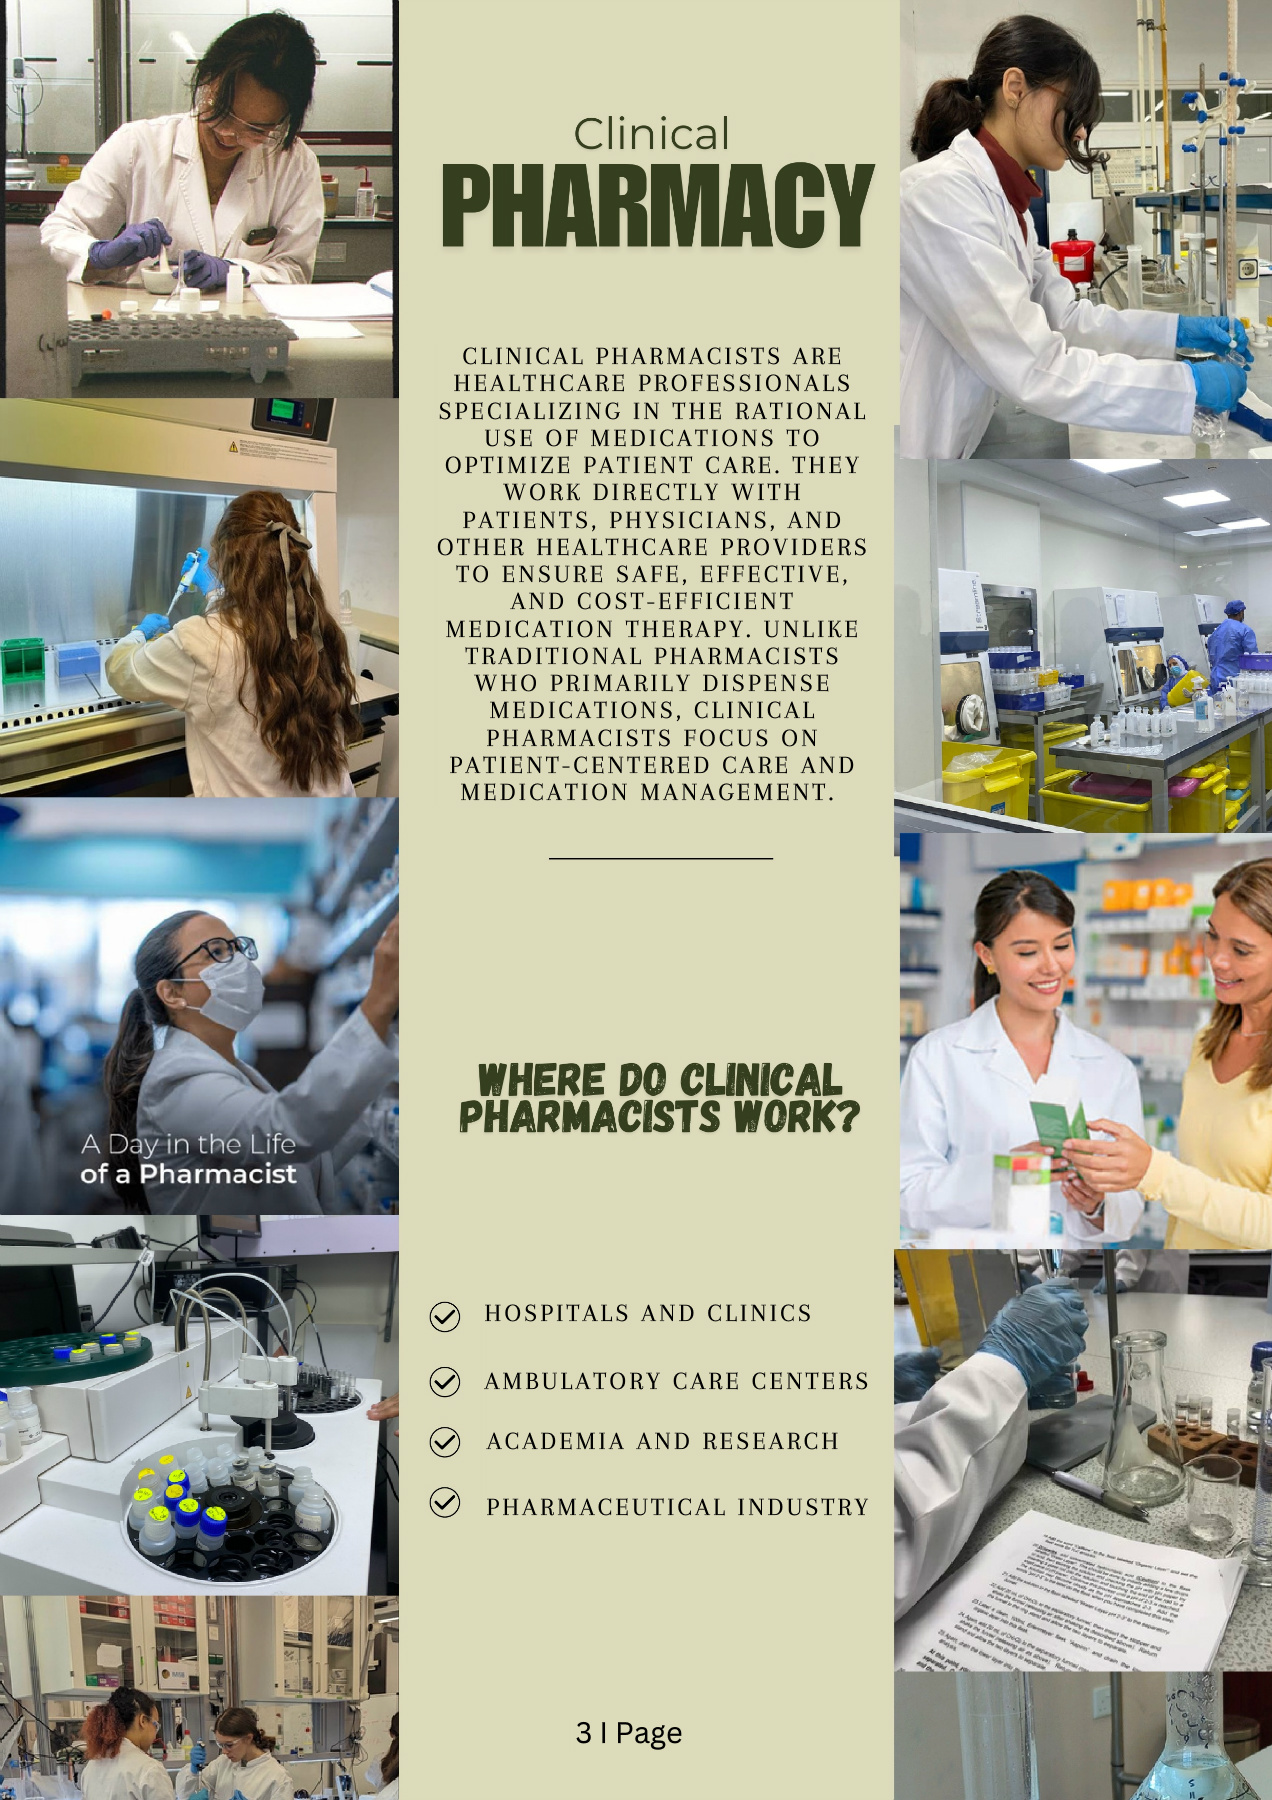 Clinical
PHARMACY
CLINICAL PHARMACISTS ARE
HEALTHCARE PROFESSIONALS
SPECIALIZING IN THE RATIONAL
USE OF MEDICATIONS TO
OPTIMIZE PATIENT CARE. THEY
WORK DIRECTLY WITH
PATIENTS, PHYSICIANS, AND
OTHER HEALTHCARE PROVIDERS
TO ENSURE SAFE, EFFECTIVE,
AND COST-EFFICIENT
MEDICATION THERAPY. UNLIKE
TRADITIONAL PHARMACISTS
WHO PRIMARILY DISPENSE
MEDICATIONS, CLINICAL
PHARMACISTS FOCUS ON
PATIENT-CENTERED CARE AND
MEDICATION MANAGEMENT.
A Day in the Life
of a Pharmacist
WHERE DO CLINICAL
PHARMACISTS WORK?
HOSPITALS AND CLINICS
AMBULATORY CARE CENTERS
ACADEMIA AND RESEARCH
PHARMACEUTICAL INDUSTRY
3 | Page